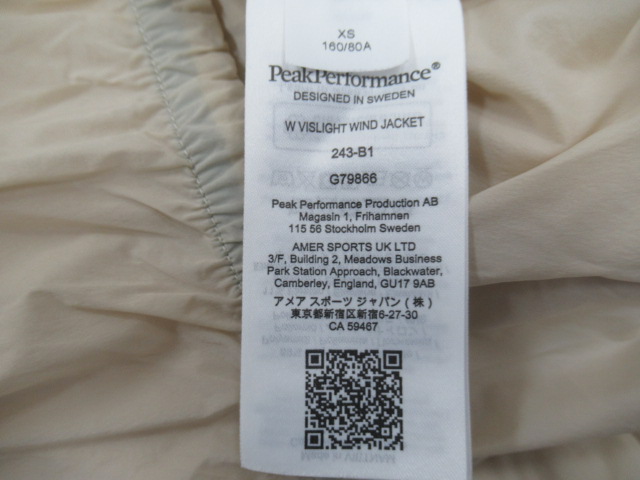 XS
160/80A
PeakPerformance®
DESIGNED IN SWEDEN
W VISLIGHT WIND JACKET
243-B1
G79866
Peak Performance Production AB
Magasin 1, Frihamnen
115 56 Stockholm Sweden
AMER SPORTS UK LTD
3/F, Building 2, Meadows Business
Park Station Approach, Blackwater,
Camberley, England, GU17 9AB
アメア スポーツ ジャパン(株)
東京都新宿区新宿6-27-30
CA 59467